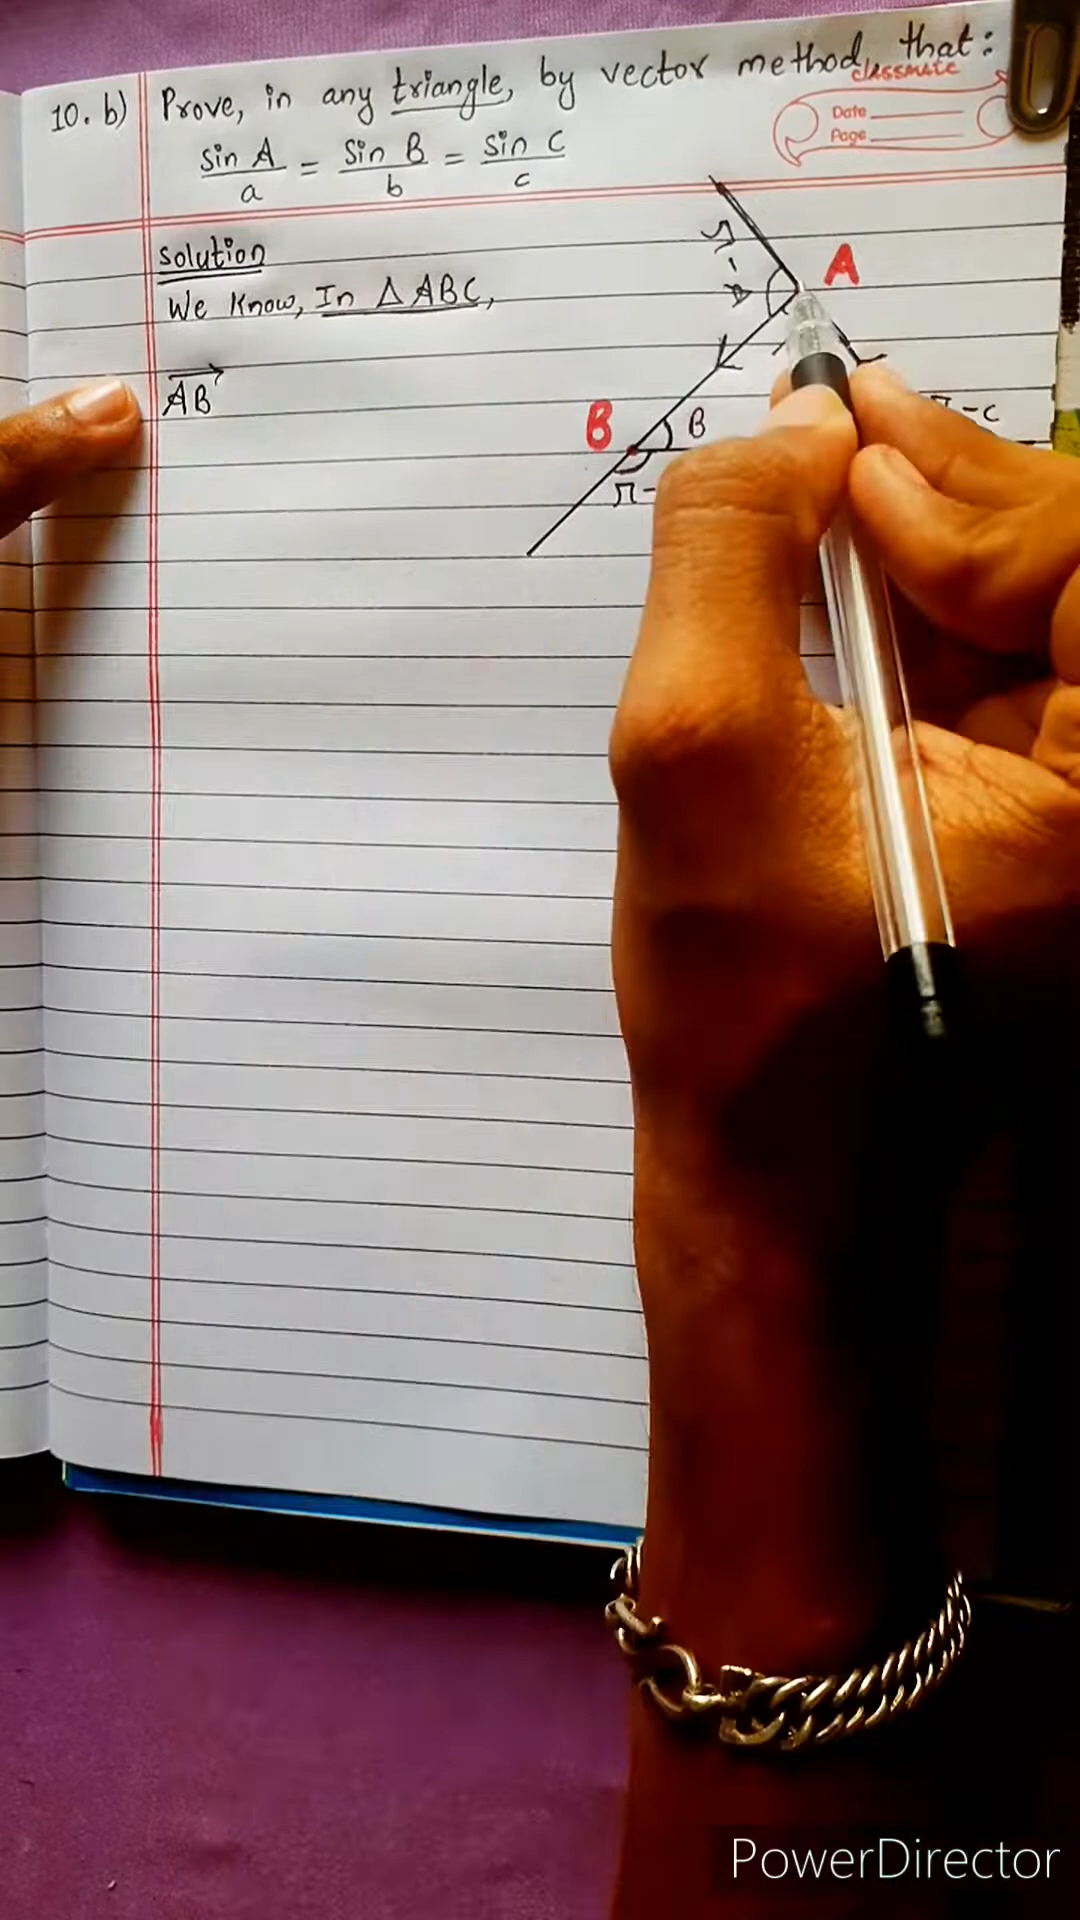 10. b) Prove, in any triangle, by vector method, that:
classmate
Date
Page
sin A/a = sin B/b = sin C/c
Solution
We Know, In △ABC,
AB
A
π - A
B
B
π -
π - C
PowerDirector